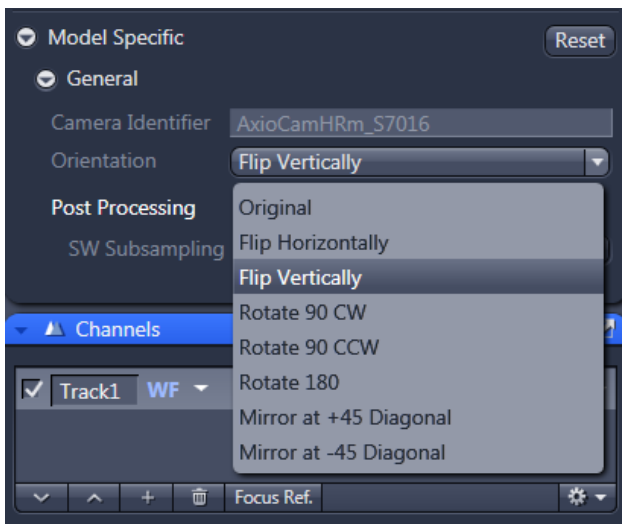 Model Specific
Reset
General
Camera Identifier
AxioCamHRm_S7016
Orientation
Flip Vertically
Post Processing
Original
SW Subsampling
Flip Horizontally
Flip Vertically
Rotate 90 CW
Channels
Rotate 90 CCW
Track1 WF
Rotate 180
Mirror at +45 Diagonal
Mirror at -45 Diagonal
Focus Ref.